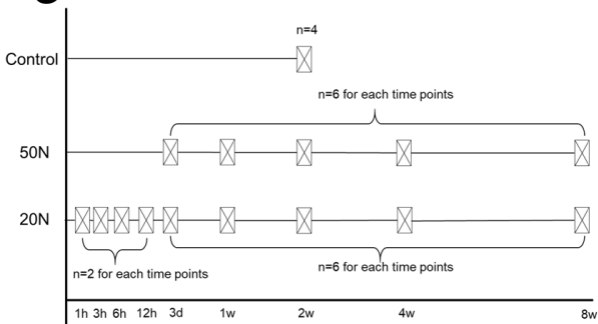 n=4
Control
n=6 for each time points
50N
20N
n=2 for each time points
n=6 for each time points
1h 3h 6h 12h 3d 1w 2w 4w 8w